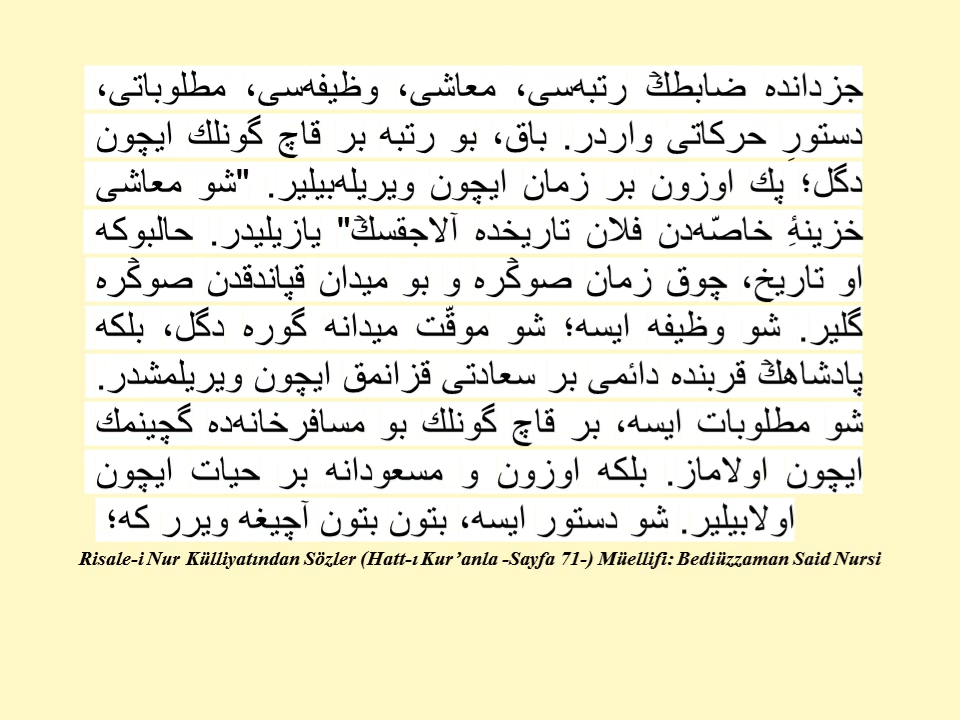 جزدانده ضابطڭ رتبه‌سی، معاشی، وظیفه‌سی، مطلوباتی،
دستورِ حركاتی واردر. باق، بو رتبه بر قاچ گونلك ایچون
دگل؛ پك اوزون بر زمان ایچون ویریله‌بیلیر. "شو معاشی
خزینهِٔ خاصّه‌دن فلان تاریخده آلاجقسڭ" یازیلیدر. حالبوكه
او تاریخ، چوق زمان صوڭره و بو میدان قپاندقدن صوڭره
گلیر. شو وظیفه ایسه؛ شو موقّت میدانه گوره دگل، بلكه
پادشاهڭ قربنده دائمی بر سعادتی قزانمق ایچون ویریلمشدر.
شو مطلوبات ایسه، بر قاچ گونلك بو مسافرخانه‌ده گچینمك
ایچون اولاماز. بلكه اوزون و مسعودانه بر حیات ایچون
اولابیلیر. شو دستور ایسه، بتون بتون آچیغه ویرر كه؛
Risale-i Nur Külliyatından Sözler (Hatt-ı Kur’anla -Sayfa 71-) Müellifi: Bediüzzaman Said Nursi